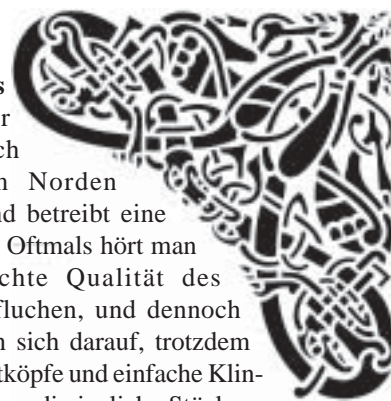 s
r
ch
n Norden
nd betreibt eine
Oftmals hört man
chte Qualität des
fluchen, und dennoch
n sich darauf, trotzdem
tköpfe und einfache Klin-